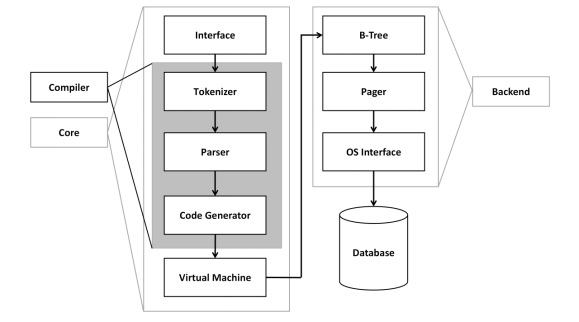 Interface
Tokenizer
Parser
Code Generator
Virtual Machine
Compiler
Core
B-Tree
Pager
OS Interface
Database
Backend